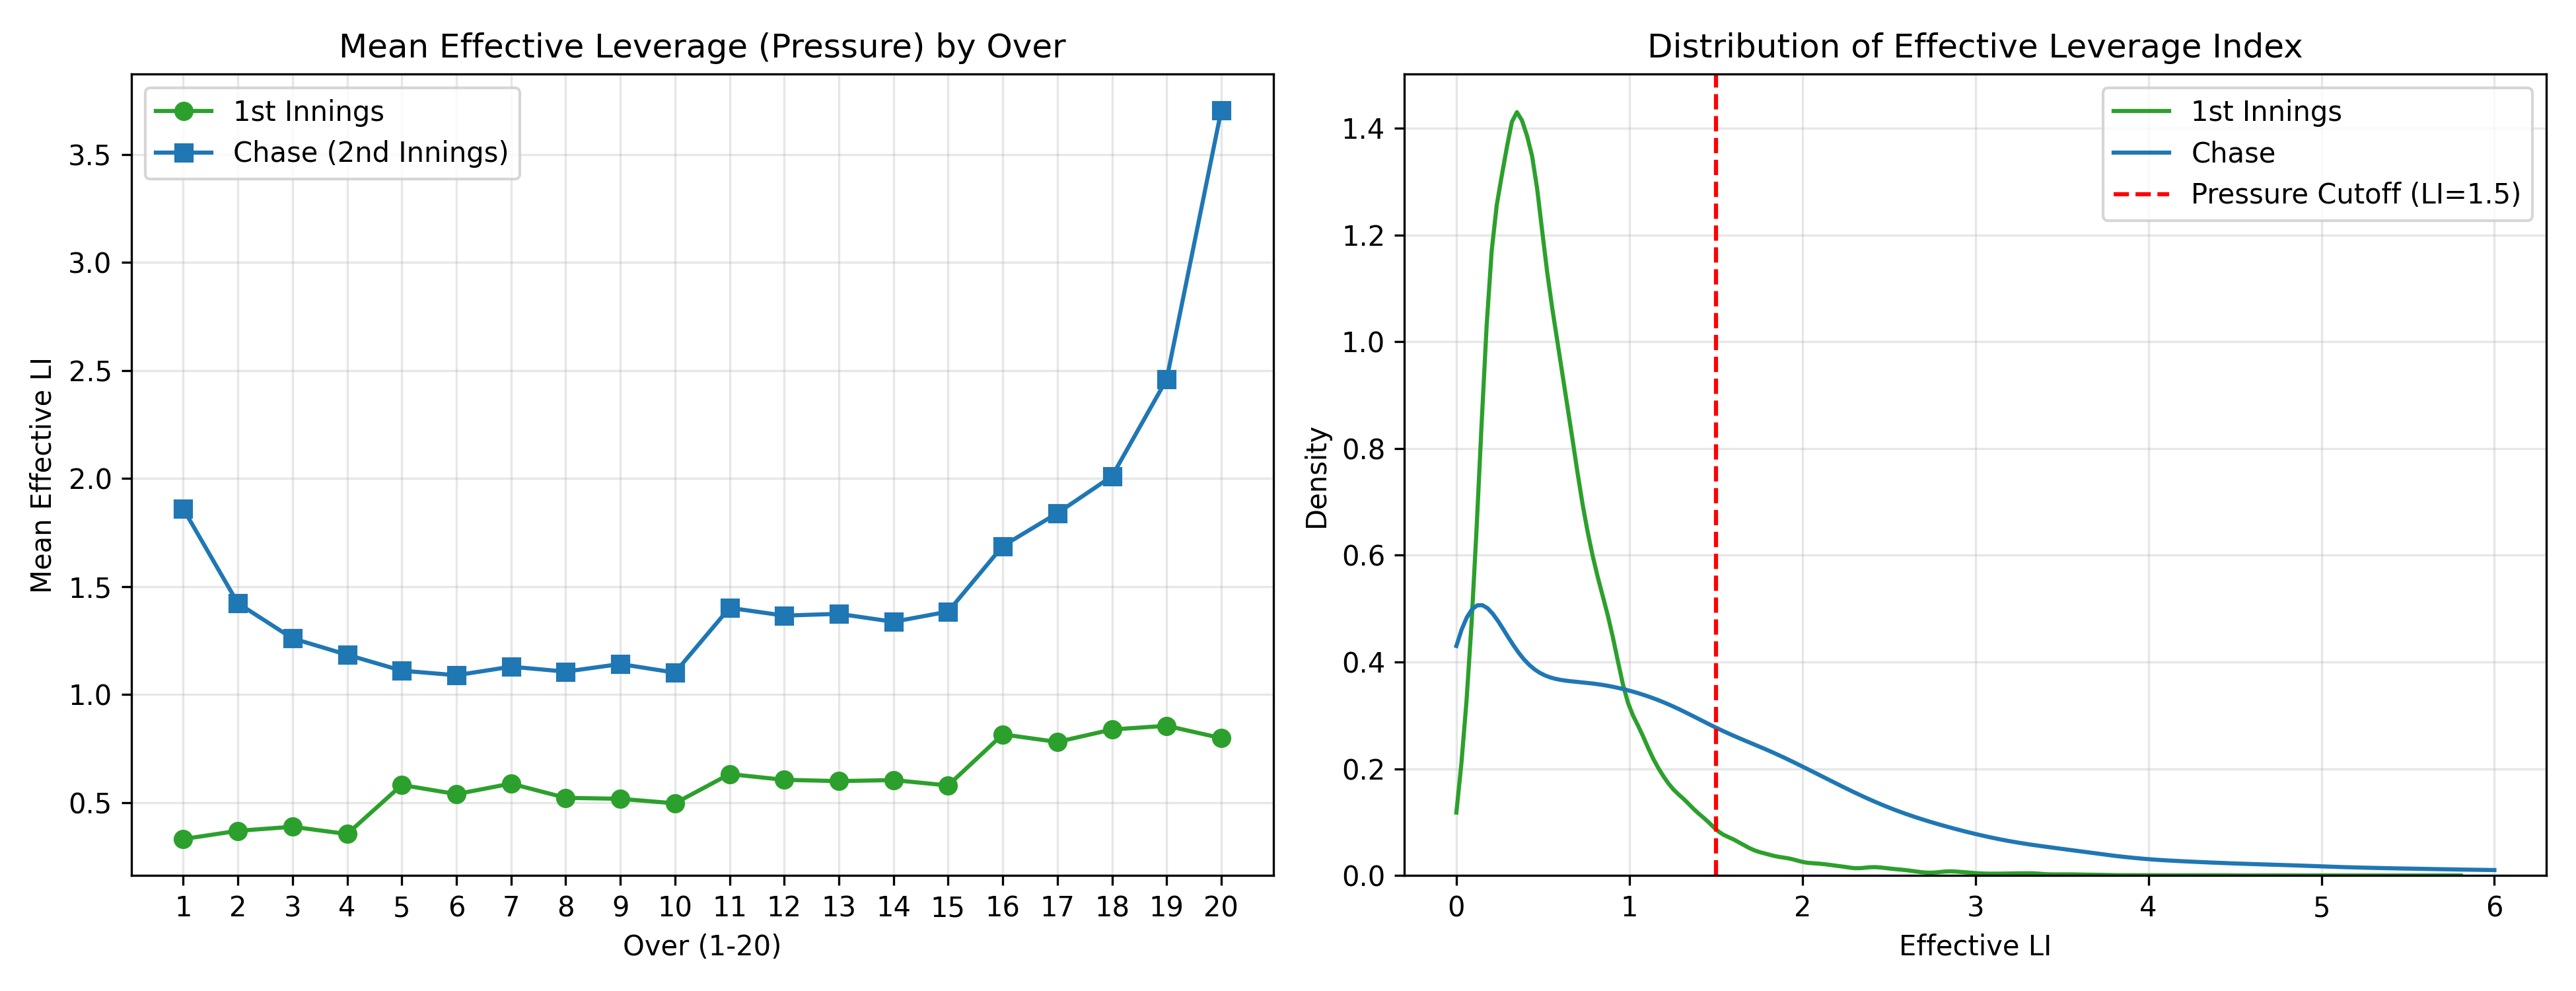 Mean Effective Leverage (Pressure) by Over
1st Innings
Chase (2nd Innings)
Mean Effective LI
3.5
3.0
2.5
2.0
1.5
1.0
0.5
1 2 3 4 5 6 7 8 9 10 11 12 13 14 15 16 17 18 19 20
Over (1-20)
Distribution of Effective Leverage Index
1st Innings
Chase
Pressure Cutoff (LI=1.5)
Density
1.4
1.2
1.0
0.8
0.6
0.4
0.2
0.0
0 1 2 3 4 5 6
Effective LI